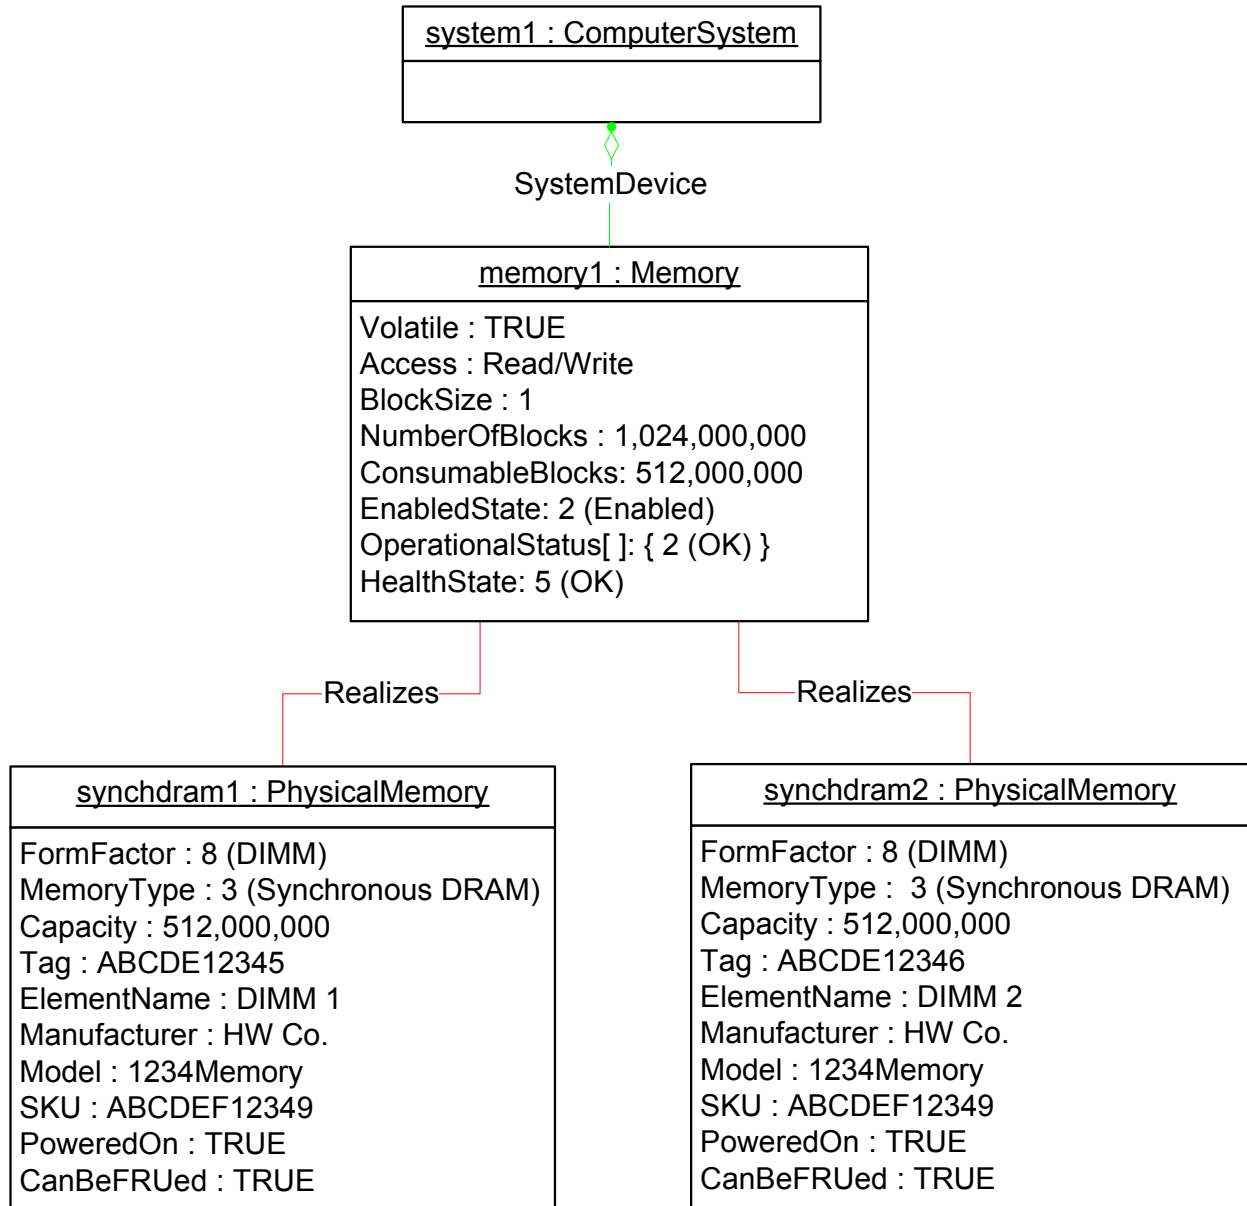 system1 : ComputerSystem
SystemDevice
memory1 : Memory
Volatile : TRUE
Access : Read/Write
BlockSize : 1
NumberOfBlocks : 1,024,000,000
ConsumableBlocks: 512,000,000
EnabledState: 2 (Enabled)
OperationalStatus[ ]: { 2 (OK) }
HealthState: 5 (OK)
Realizes
Realizes
synchdram1 : PhysicalMemory
FormFactor : 8 (DIMM)
MemoryType : 3 (Synchronous DRAM)
Capacity : 512,000,000
Tag : ABCDE12345
ElementName : DIMM 1
Manufacturer : HW Co.
Model : 1234Memory
SKU : ABCDEF12349
PoweredOn : TRUE
CanBeFRUed : TRUE
synchdram2 : PhysicalMemory
FormFactor : 8 (DIMM)
MemoryType :  3 (Synchronous DRAM)
Capacity : 512,000,000
Tag : ABCDE12346
ElementName : DIMM 2
Manufacturer : HW Co.
Model : 1234Memory
SKU : ABCDEF12349
PoweredOn : TRUE
CanBeFRUed : TRUE